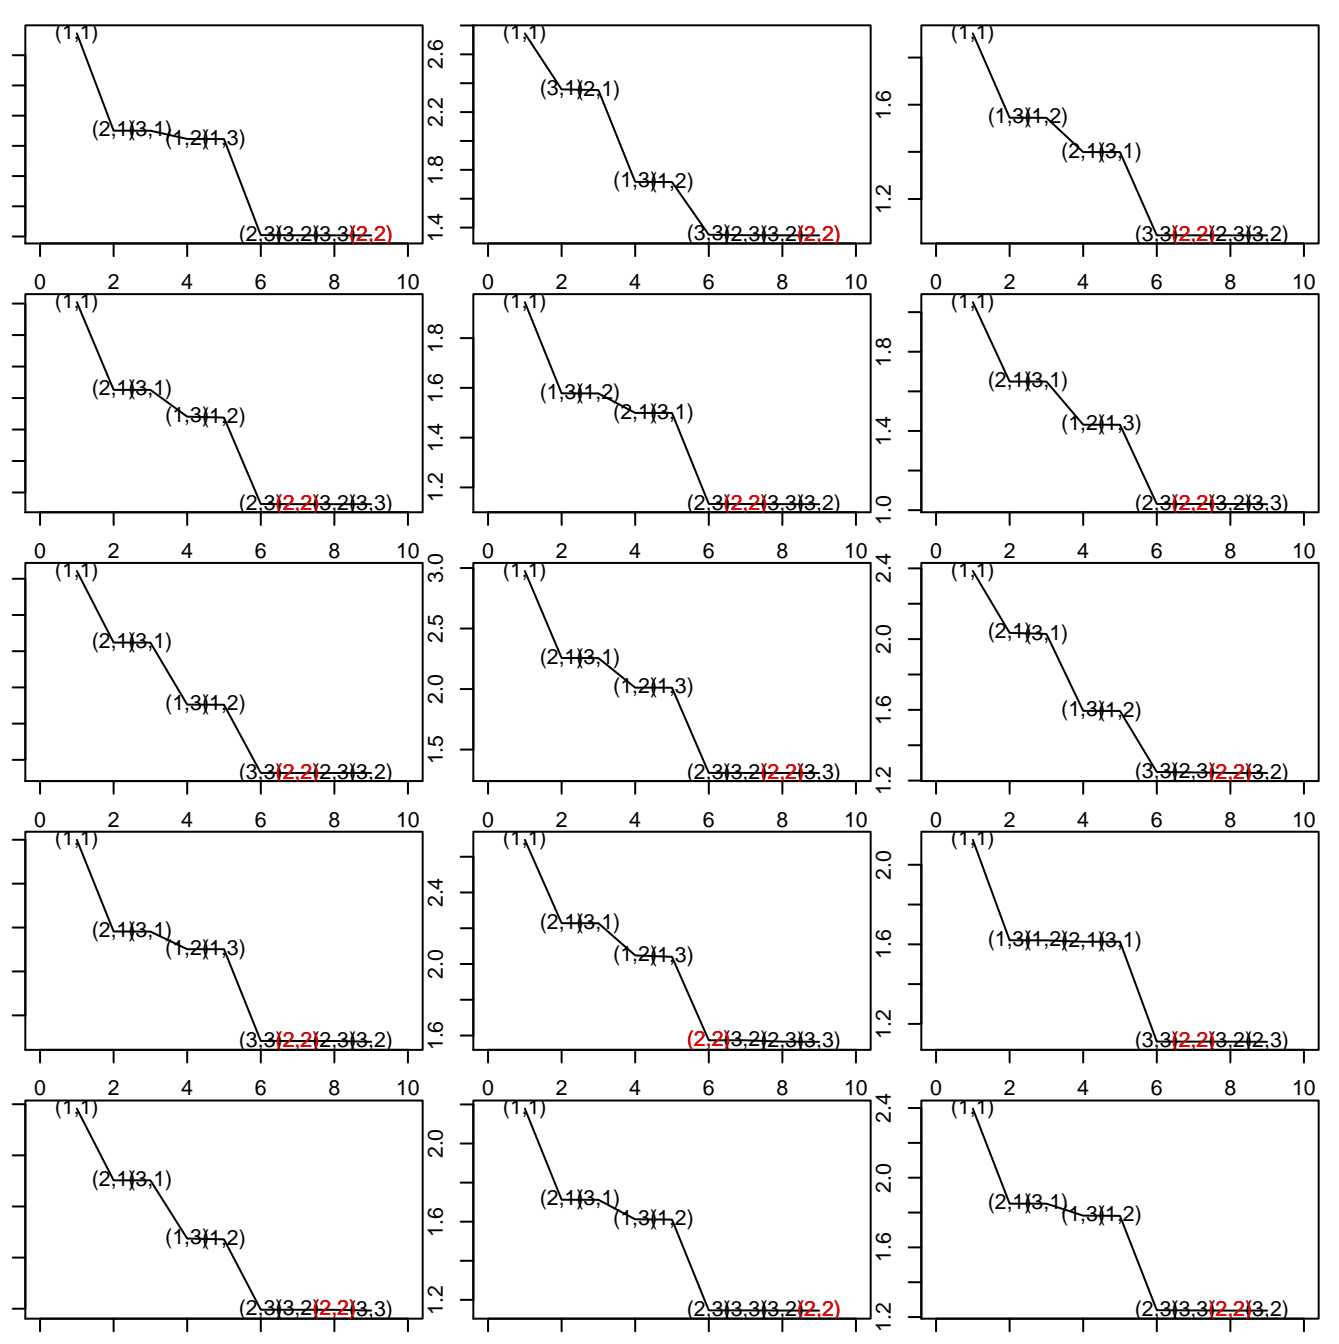 (1,1) (1,1) (1,1)
(2,1) (3,1) (1,2) (1,3) (2,3) (3,2) (3,3) (2,2)
2.6 2.2 1.8 1.4
(3,1) (2,1) (1,3) (1,2) (3,3) (2,3) (3,2) (2,2)
1.6 1.2
(1,3) (1,2) (2,1) (3,1) (3,3) (2,2) (2,3) (3,2)
0 2 4 6 8 10 0 2 4 6 8 10 0 2 4 6 8 10
(1,1) (1,1) (1,1)
(2,1) (3,1) (1,3) (1,2) (2,3) (2,2) (3,2) (3,3)
1.8 1.6 1.4 1.2
(1,3) (1,2) (2,1) (3,1) (2,3) (2,2) (3,3) (3,2)
1.8 1.4 1.0
(2,1) (3,1) (1,2) (1,3) (2,3) (2,2) (3,2) (3,3)
0 2 4 6 8 10 0 2 4 6 8 10 0 2 4 6 8 10
(1,1) (1,1) (1,1)
(2,1) (3,1) (1,3) (1,2) (3,3) (2,2) (2,3) (3,2)
3.0 2.5 2.0 1.5
(2,1) (3,1) (1,2) (1,3) (2,3) (3,2) (2,2) (3,3)
2.4 2.0 1.6 1.2
(2,1) (3,1) (1,3) (1,2) (3,3) (2,3) (2,2) (3,2)
0 2 4 6 8 10 0 2 4 6 8 10 0 2 4 6 8 10
(1,1) (1,1) (1,1)
(2,1) (3,1) (1,2) (1,3) (3,3) (2,2) (2,3) (3,2)
2.4 2.0 1.6
(2,1) (3,1) (1,2) (1,3) (2,2) (3,2) (2,3) (3,3)
2.0 1.6 1.2
(1,3) (1,2) (2,1) (3,1) (3,3) (2,2) (3,2) (2,3)
0 2 4 6 8 10 0 2 4 6 8 10 0 2 4 6 8 10
(1,1) (1,1) (1,1)
(2,1) (3,1) (1,3) (1,2) (2,3) (3,2) (2,2) (3,3)
2.0 1.6 1.2
(2,1) (3,1) (1,3) (1,2) (2,3) (3,3) (3,2) (2,2)
2.4 2.0 1.6 1.2
(2,1) (3,1) (1,3) (1,2) (2,3) (3,3) (2,2) (3,2)